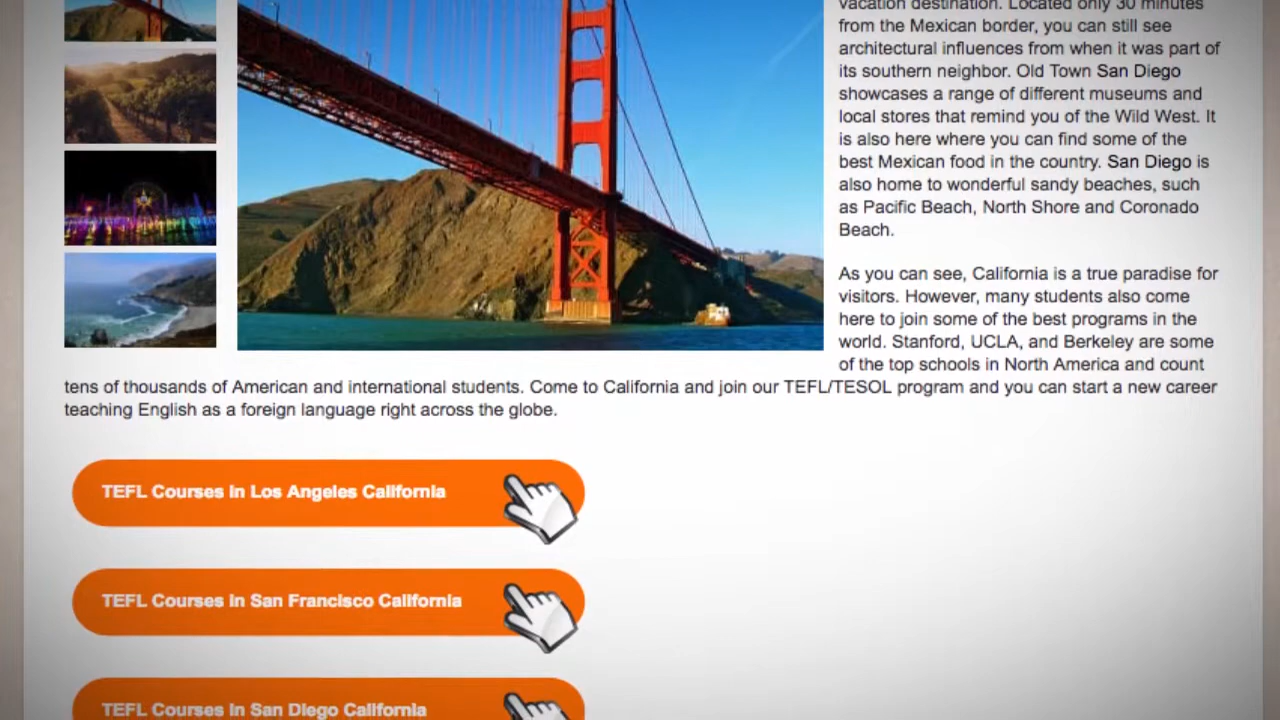 vacation destination. Located only 30 minutes
from the Mexican border, you can still see
architectural influences from when it was part of
its southern neighbor. Old Town San Diego
showcases a range of different museums and
local stores that remind you of the Wild West. It
is also here where you can find some of the
best Mexican food in the country. San Diego is
also home to wonderful sandy beaches, such
as Pacific Beach, North Shore and Coronado
Beach.
As you can see, California is a true paradise for
visitors. However, many students also come
here to join some of the best programs in the
world. Stanford, UCLA, and Berkeley are some
of the top schools in North America and count
tens of thousands of American and international students. Come to California and join our TEFL/TESOL program and you can start a new career
teaching English as a foreign language right across the globe.
TEFL Courses in Los Angeles California
TEFL Courses in San Francisco California
TEFL Courses in San Diego California